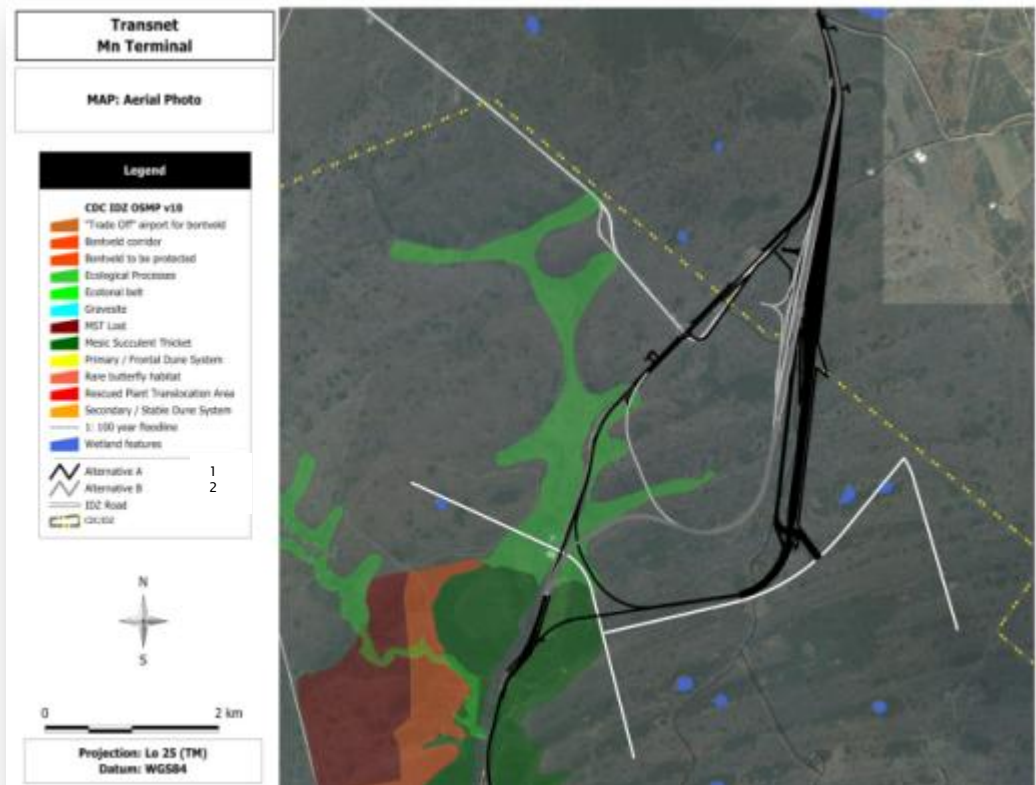 Transnet
Mn Terminal
MAP: Aerial Photo
Legend
CDC IDZ OSMP v10
"Trade Off" airport for bontveld
Bontveld corridor
Bontveld to be protected
Ecological Processes
Ecotonal belt
Gravesite
MST Lost
Mesic Succulent Thicket
Primary / Frontal Dune System
Rare butterfly habitat
Rescued Plant Translocation Area
Secondary / Stable Dune System
1: 100 year floodline
Wetland features
Alternative A 1
Alternative B 2
IDZ Road
CDC/IDZ
N
S
0 2 km
Projection: Lo 25 (TM)
Datum: WGS84